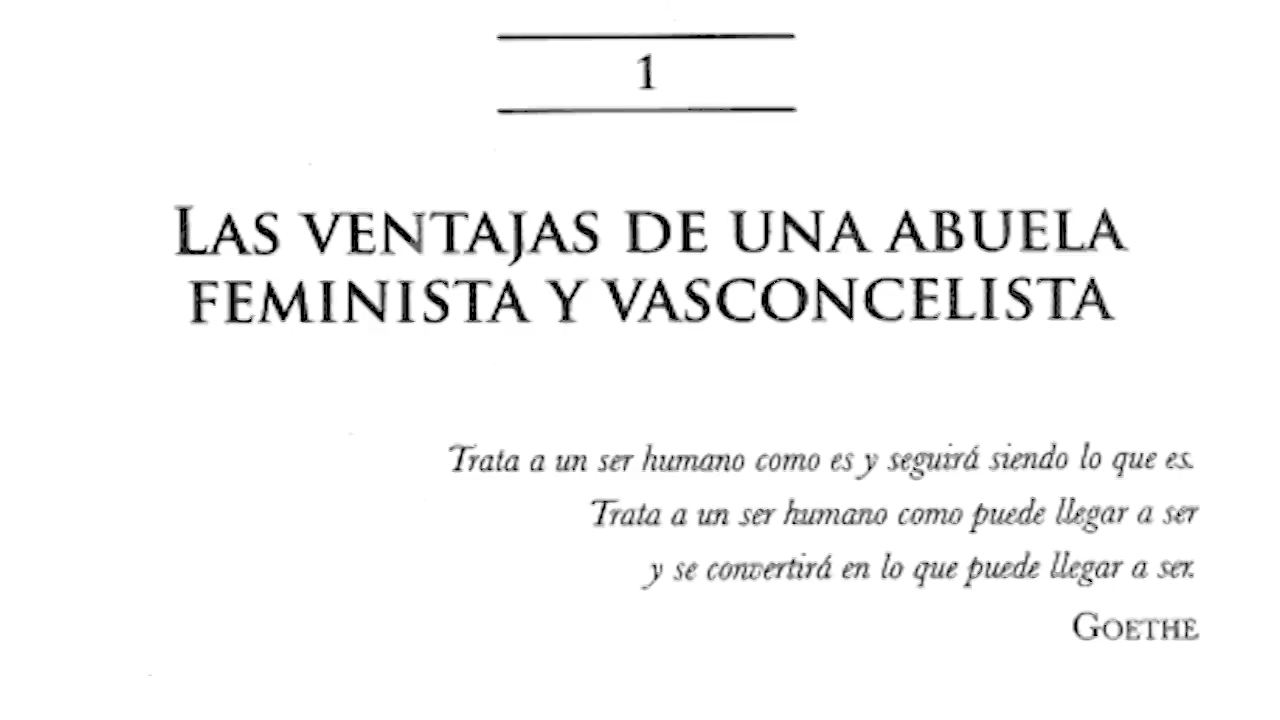 1
LAS VENTAJAS DE UNA ABUELA
FEMINISTA Y VASCONCELISTA
Trata a un ser humano como es y seguirá siendo lo que es.
Trata a un ser humano como puede llegar a ser
y se convertirá en lo que puede llegar a ser.
GOETHE